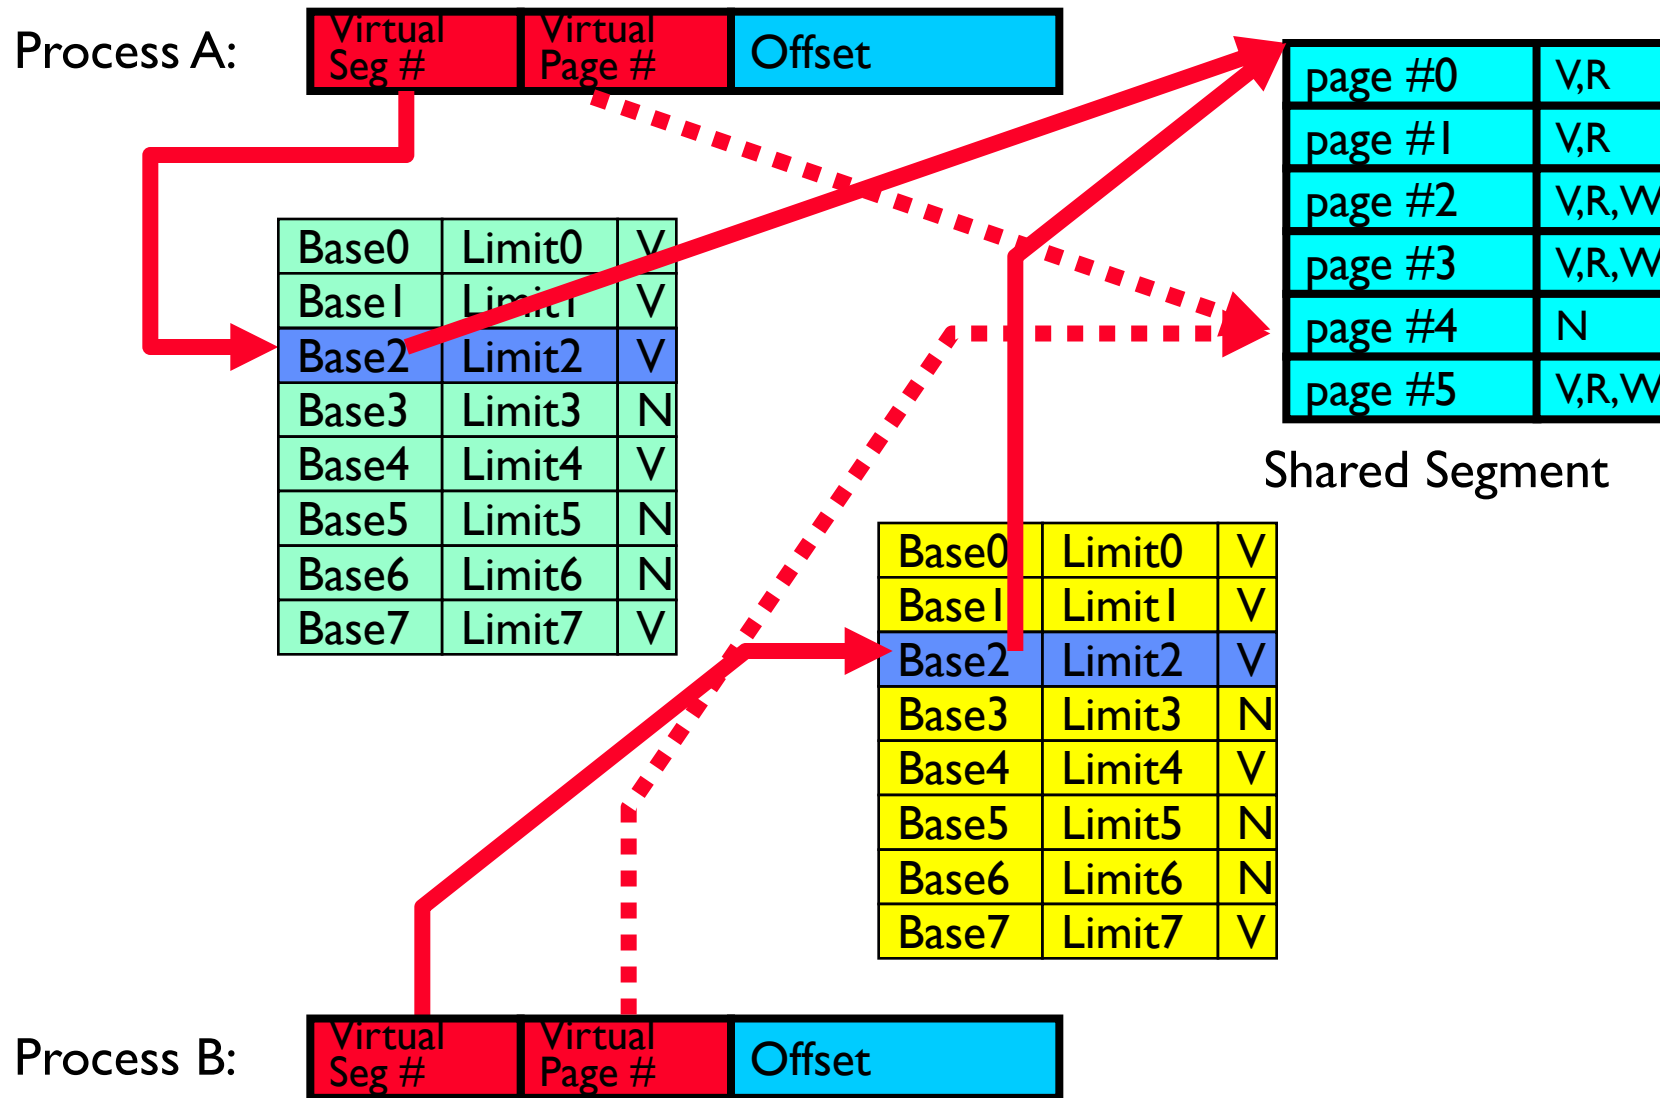 Process A:
Virtual Seg # Virtual Page # Offset
page #0 V,R
page #1 V,R
page #2 V,R,W
page #3 V,R,W
page #4 N
page #5 V,R,W
Shared Segment
Base0 Limit0 V
Base1 Limit1 V
Base2 Limit2 V
Base3 Limit3 N
Base4 Limit4 V
Base5 Limit5 N
Base6 Limit6 N
Base7 Limit7 V
Base0 Limit0 V
Base1 Limit1 V
Base2 Limit2 V
Base3 Limit3 N
Base4 Limit4 V
Base5 Limit5 N
Base6 Limit6 N
Base7 Limit7 V
Process B:
Virtual Seg # Virtual Page # Offset